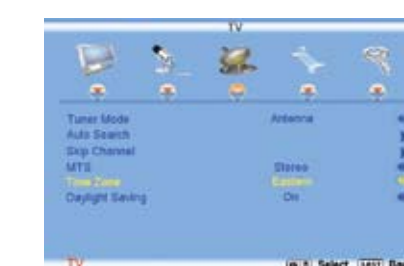 TV
Tuner Mode Antenna
Auto Search
Skip Channel
MTS Stereo
Time Zone Eastern
Daylight Saving On
TV Select